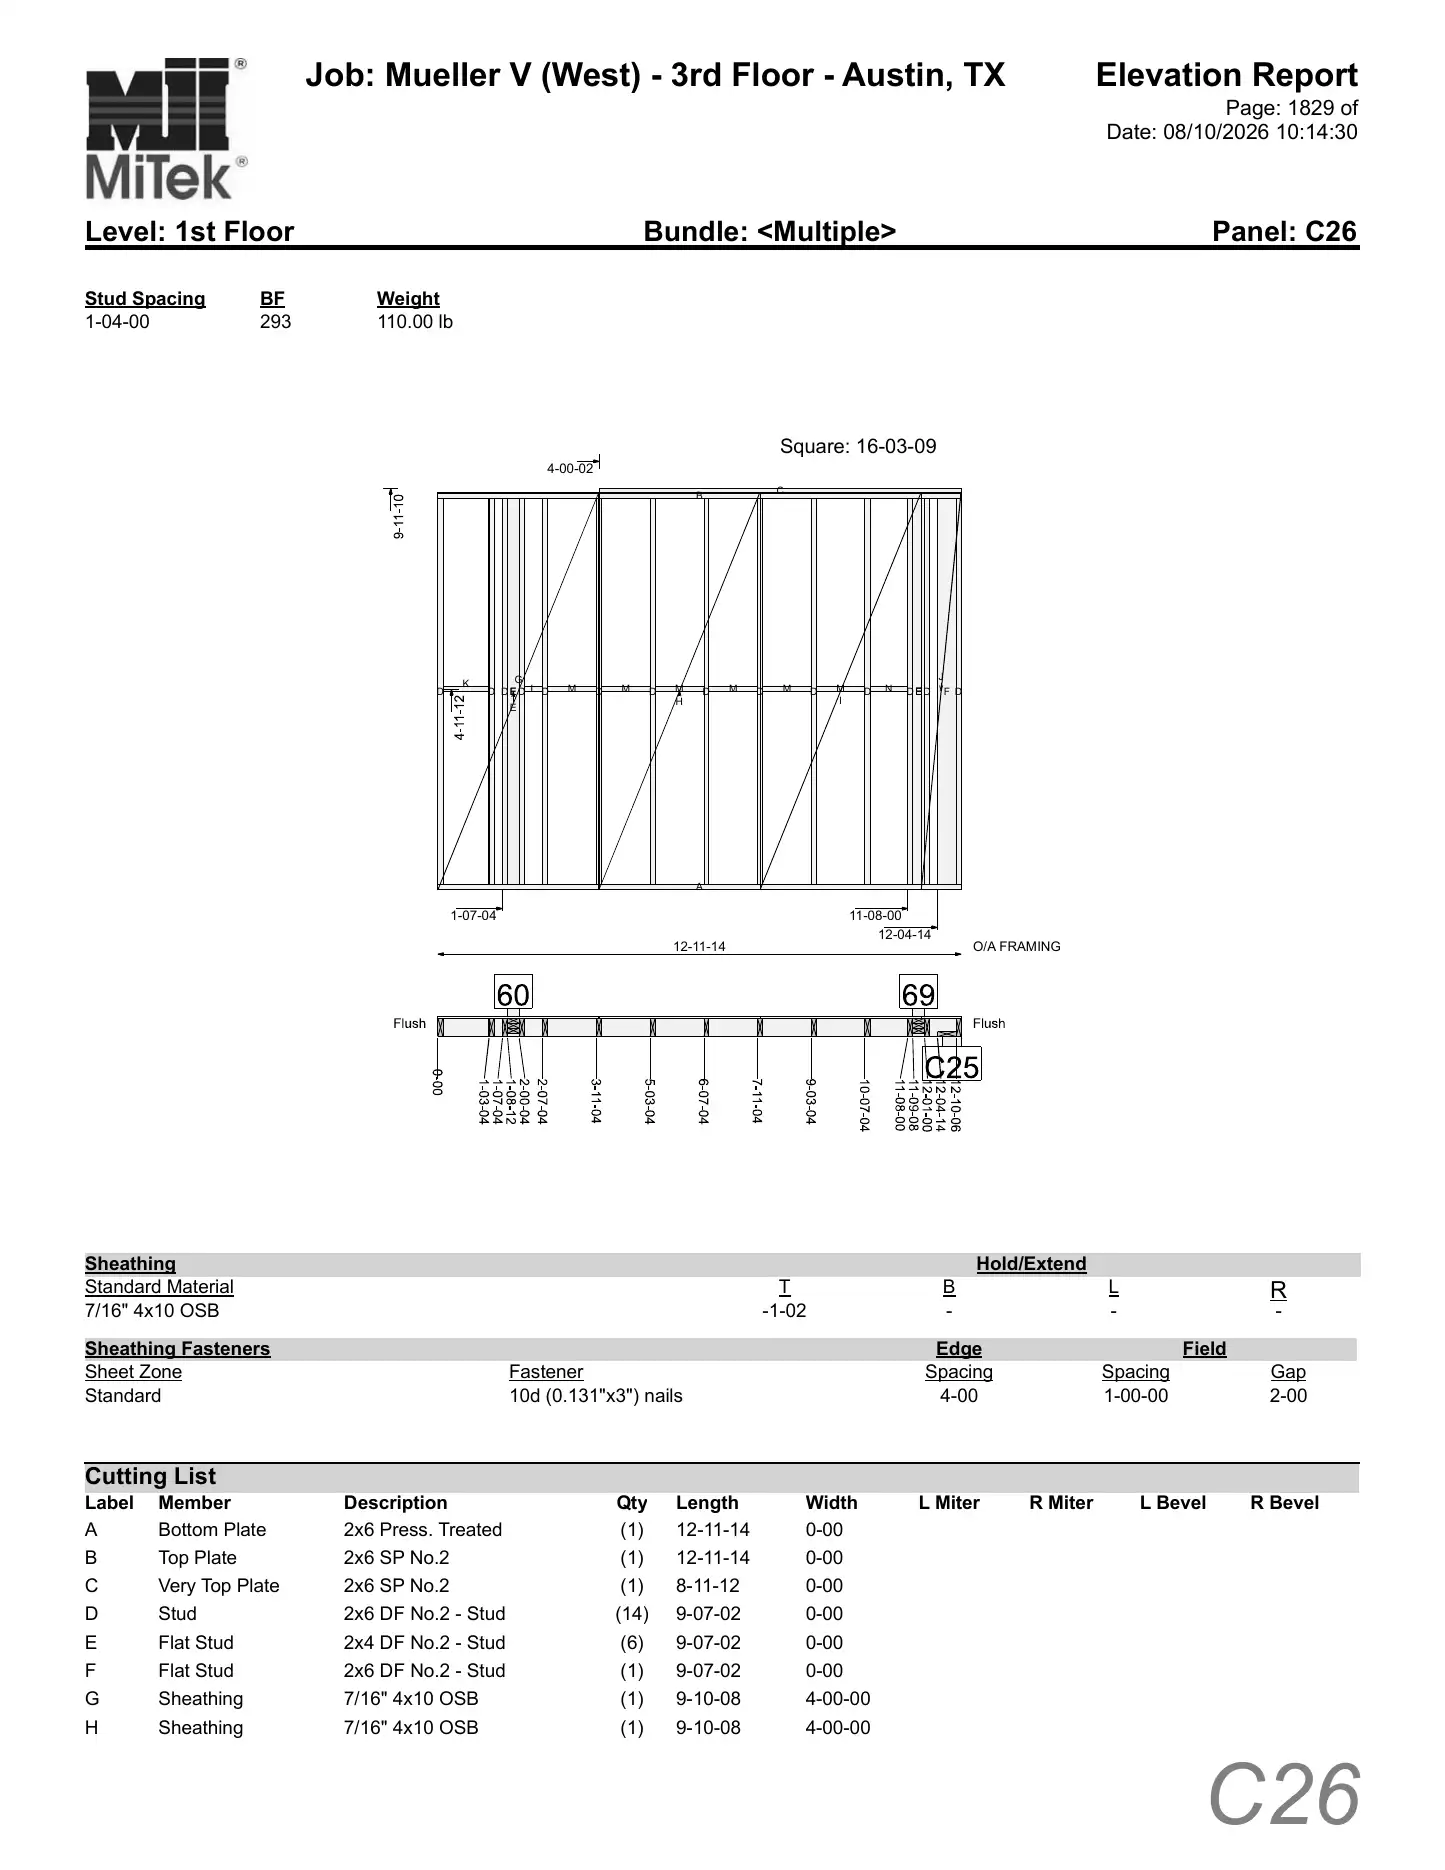 MiTek®
Job: Mueller V (West) - 3rd Floor - Austin, TX
Elevation Report
Page: 1829 of
Date: 08/10/2026 10:14:30
Level: 1st Floor Bundle: <Multiple> Panel: C26
Stud Spacing BF Weight
1-04-00 293 110.00 lb
Square: 16-03-09
4-00-02
9-11-10
C
B
K G L M M M M M M N
D D D E D D D D D D D D D E D F D
4-11-12
E H I
A
1-07-04 11-08-00
12-04-14
12-11-14 O/A FRAMING
60 69
Flush Flush
C25
0-00 1-03-04 1-07-04 1-08-12 2-00-04 2-07-04 3-11-04 5-03-04 6-07-04 7-11-04 9-03-04 10-07-04 11-08-00 11-09-08 12-01-00 12-04-14 12-10-06
Sheathing Hold/Extend
Standard Material T B L R
7/16" 4x10 OSB -1-02 - - -
Sheathing Fasteners Edge Field
Sheet Zone Fastener Spacing Spacing Gap
Standard 10d (0.131"x3") nails 4-00 1-00-00 2-00
Cutting List
Label Member Description Qty Length Width L Miter R Miter L Bevel R Bevel
A Bottom Plate 2x6 Press. Treated (1) 12-11-14 0-00
B Top Plate 2x6 SP No.2 (1) 12-11-14 0-00
C Very Top Plate 2x6 SP No.2 (1) 8-11-12 0-00
D Stud 2x6 DF No.2 - Stud (14) 9-07-02 0-00
E Flat Stud 2x4 DF No.2 - Stud (6) 9-07-02 0-00
F Flat Stud 2x6 DF No.2 - Stud (1) 9-07-02 0-00
G Sheathing 7/16" 4x10 OSB (1) 9-10-08 4-00-00
H Sheathing 7/16" 4x10 OSB (1) 9-10-08 4-00-00
C26